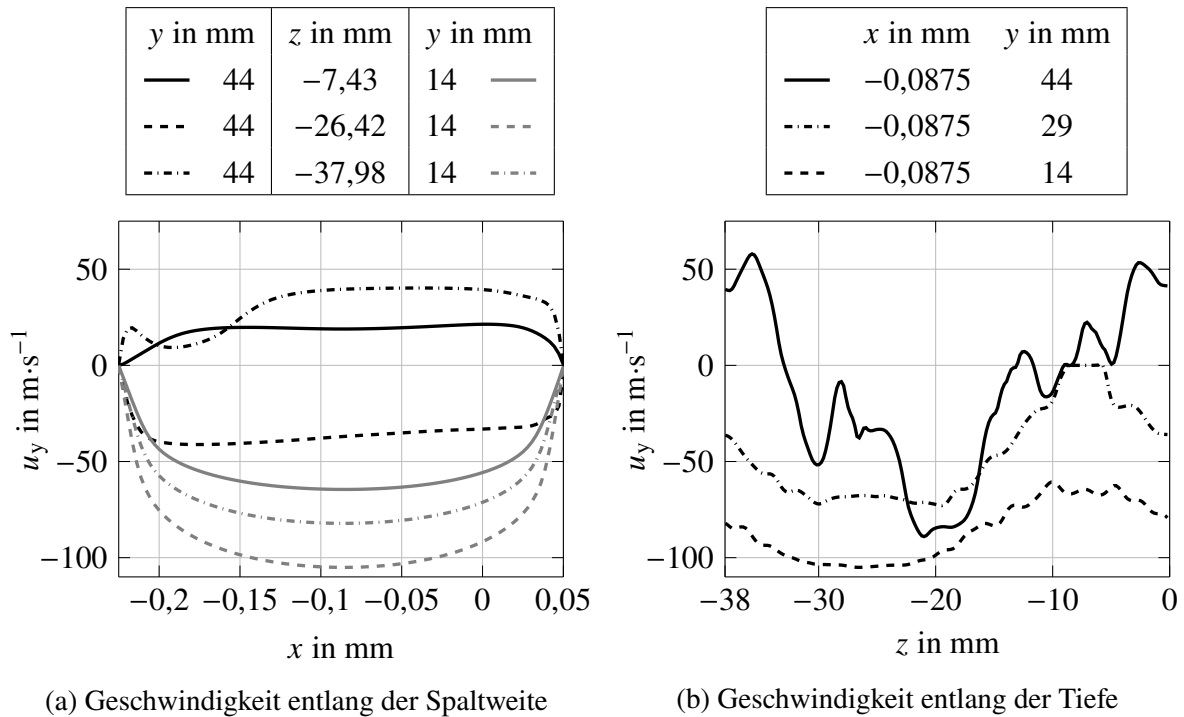 y in mm z in mm y in mm
44 −7,43 14
44 −26,42 14
44 −37,98 14
50
0
−50
−100
u_y in m·s⁻¹
−0,2 −0,15 −0,1 −0,05 0 0,05
x in mm
(a) Geschwindigkeit entlang der Spaltweite
x in mm y in mm
−0,0875 44
−0,0875 29
−0,0875 14
50
0
−50
−100
u_y in m·s⁻¹
−38 −30 −20 −10 0
z in mm
(b) Geschwindigkeit entlang der Tiefe